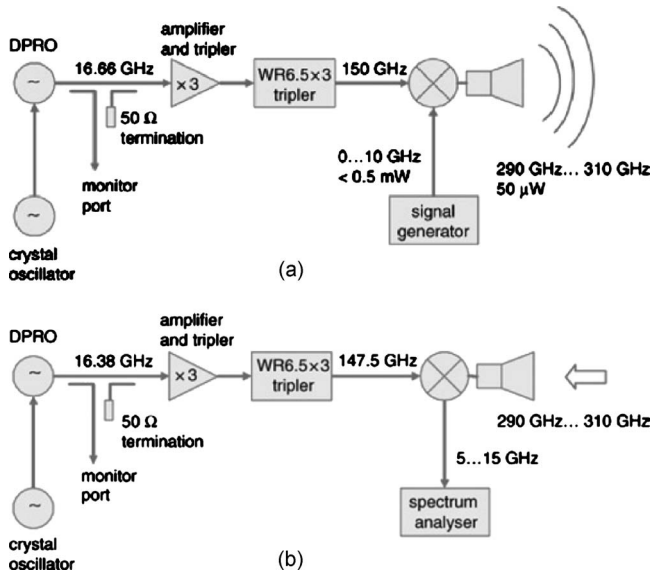 DPRO
amplifier
and tripler
16.66 GHz
×3
WR6.5×3
tripler
150 GHz
50 Ω
termination
monitor
port
0...10 GHz
< 0.5 mW
290 GHz... 310 GHz
50 μW
signal
generator
~
~
crystal
oscillator
(a)
DPRO
amplifier
and tripler
16.38 GHz
×3
WR6.5×3
tripler
147.5 GHz
50 Ω
termination
290 GHz... 310 GHz
monitor
port
5...15 GHz
spectrum
analyser
~
~
crystal
oscillator
(b)